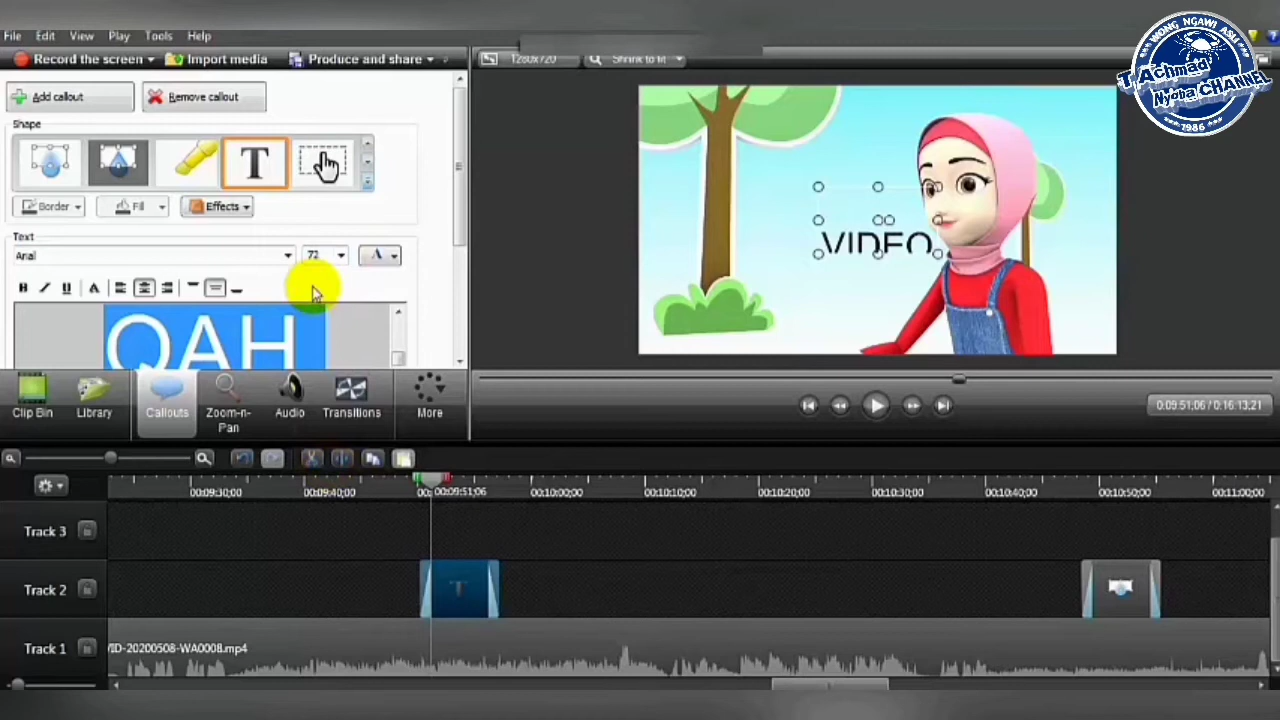 File Edit View Play Tools Help
Record the screen Import media Produce and share
1280x720 Shrink to fit
Add callout Remove callout
Shape
T
Border Fill Effects
Text
Arial 72 A
B I U A
QAH
VIDEO
Clip Bin Library Callouts Zoom-n-Pan Audio Transitions More
0:09:51;06 / 0:16:13;21
00:09:30;00 00:09:40;00 00:09:51;06 00:10:00;00 00:10:10;00 00:10:20;00 00:10:30;00 00:10:40;00 00:10:50;00 00:11:00;00
Track 3
Track 2 T
Track 1 VID-20200508-WA0008.mp4
WONG NGAWI ASLI
T Achmad
Nyoba CHANNEL
1986